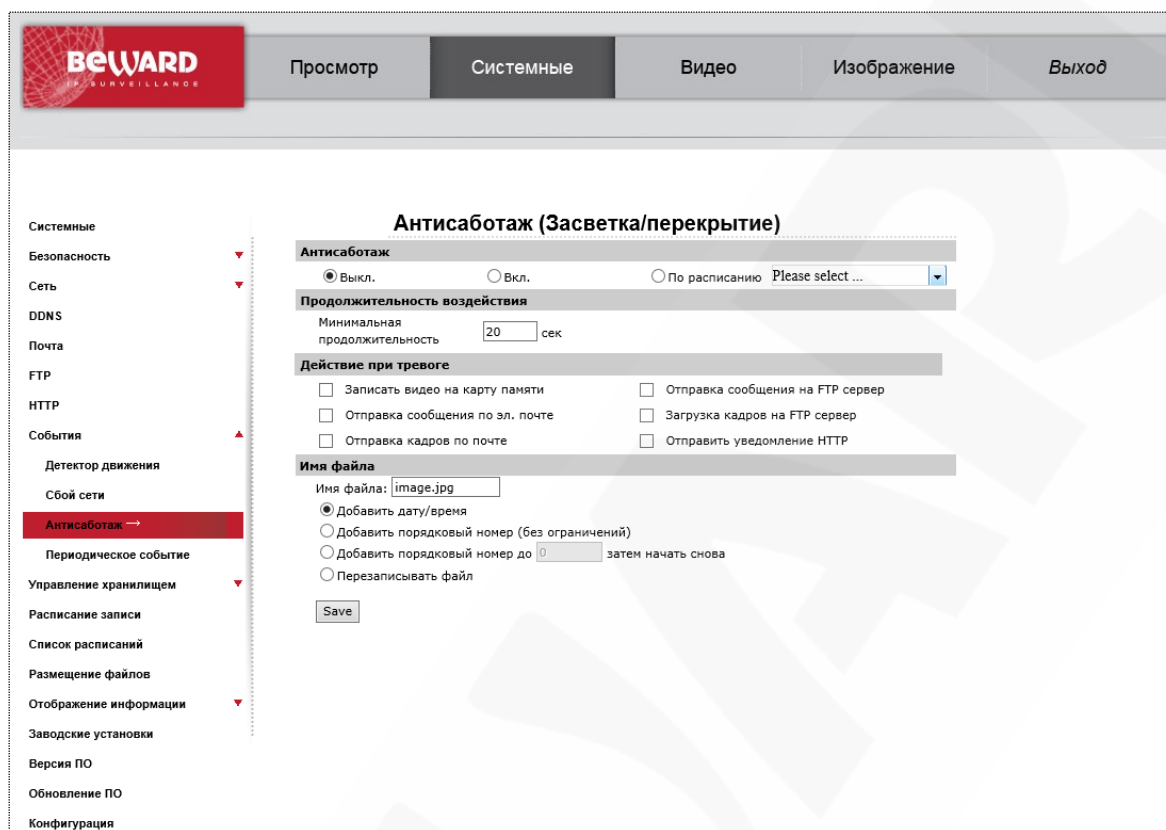 BEWARD
IP SURVEILLANCE
Просмотр
Системные
Видео
Изображение
Выход
Системные
Безопасность
Сеть
DDNS
Почта
FTP
HTTP
События
Детектор движения
Сбой сети
Антисаботаж →
Периодическое событие
Управление хранилищем
Расписание записи
Список расписаний
Размещение файлов
Отображение информации
Заводские установки
Версия ПО
Обновление ПО
Конфигурация
Антисаботаж (Засветка/перекрытие)
Антисаботаж
Выкл. Вкл. По расписанию Please select ...
Продолжительность воздействия
Минимальная
продолжительность 20 сек
Действие при тревоге
Записать видео на карту памяти Отправка сообщения на FTP сервер
Отправка сообщения по эл. почте Загрузка кадров на FTP сервер
Отправка кадров по почте Отправить уведомление HTTP
Имя файла
Имя файла: image.jpg
Добавить дату/время
Добавить порядковый номер (без ограничений)
Добавить порядковый номер до 0 затем начать снова
Перезаписывать файл
Save